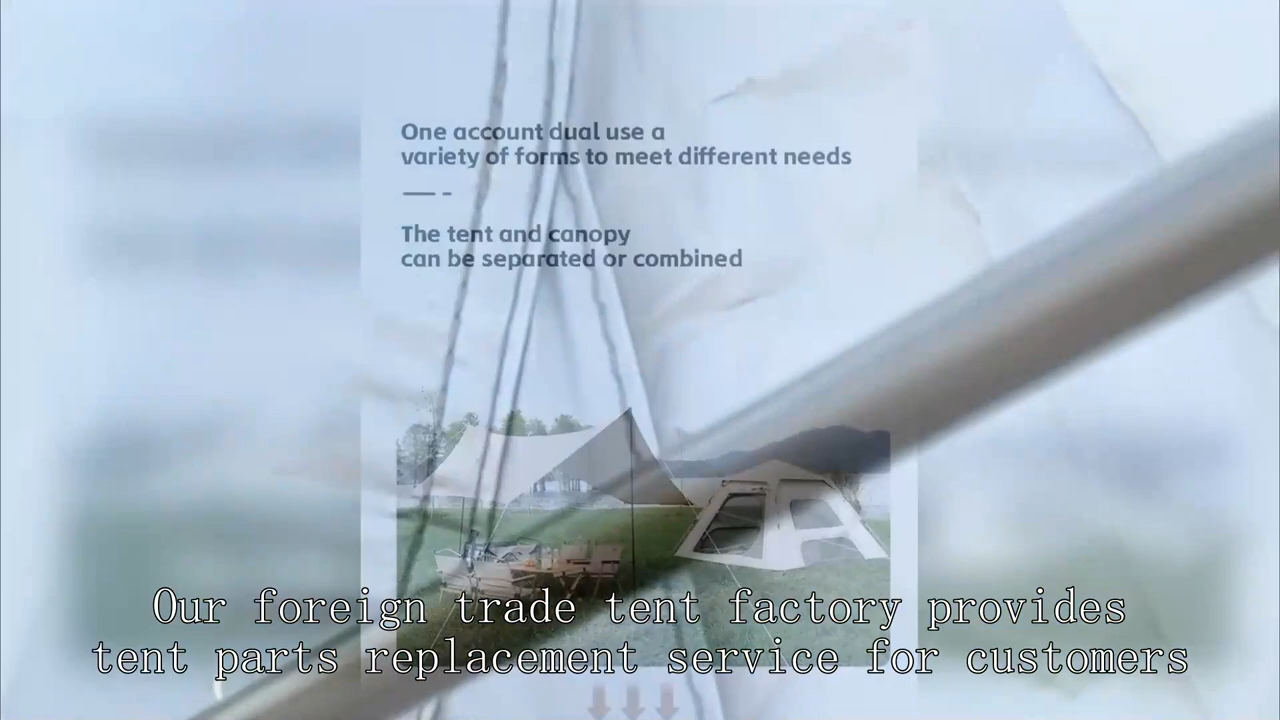 One account dual use a
variety of forms to meet different needs
The tent and canopy
can be separated or combined
Our foreign trade tent factory provides
tent parts replacement service for customers